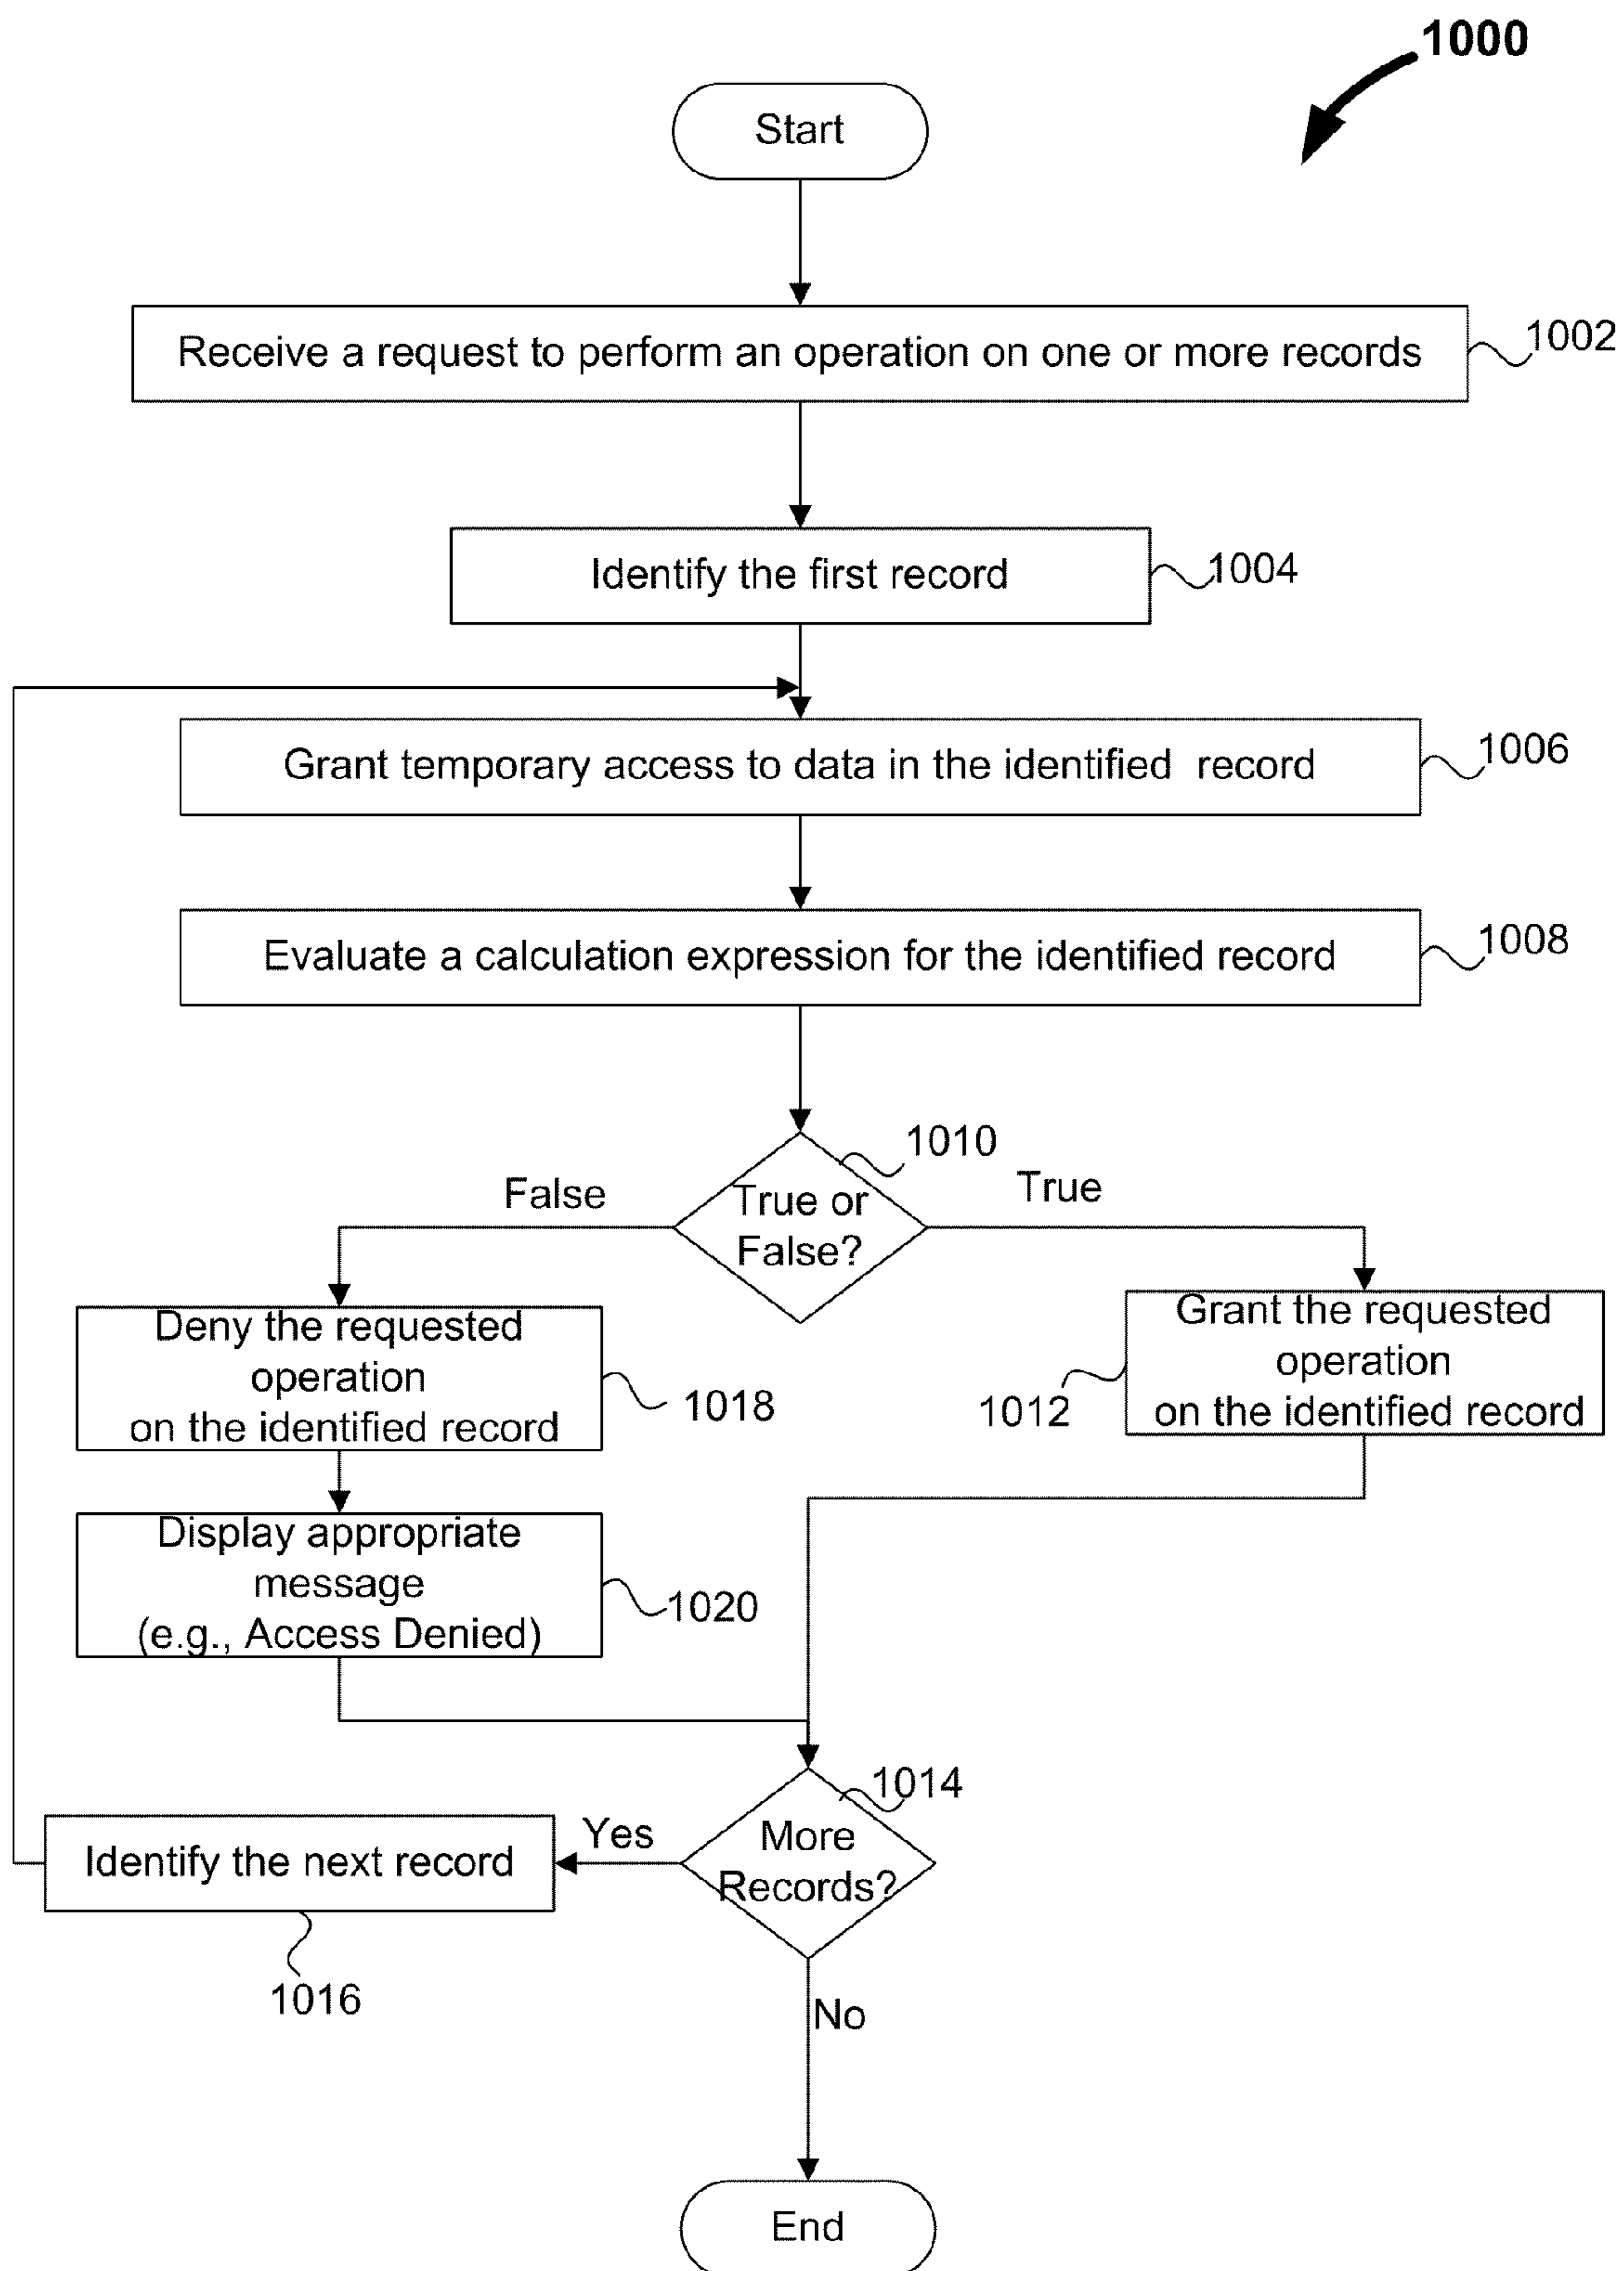 1000
Start
Receive a request to perform an operation on one or more records
1002
Identify the first record
1004
Grant temporary access to data in the identified record
1006
Evaluate a calculation expression for the identified record
1008
1010
True or
False?
False
True
Deny the requested
operation
on the identified record
1018
Grant the requested
operation
on the identified record
1012
Display appropriate
message
(e.g., Access Denied)
1020
1014
More
Records?
Yes
Identify the next record
1016
No
End